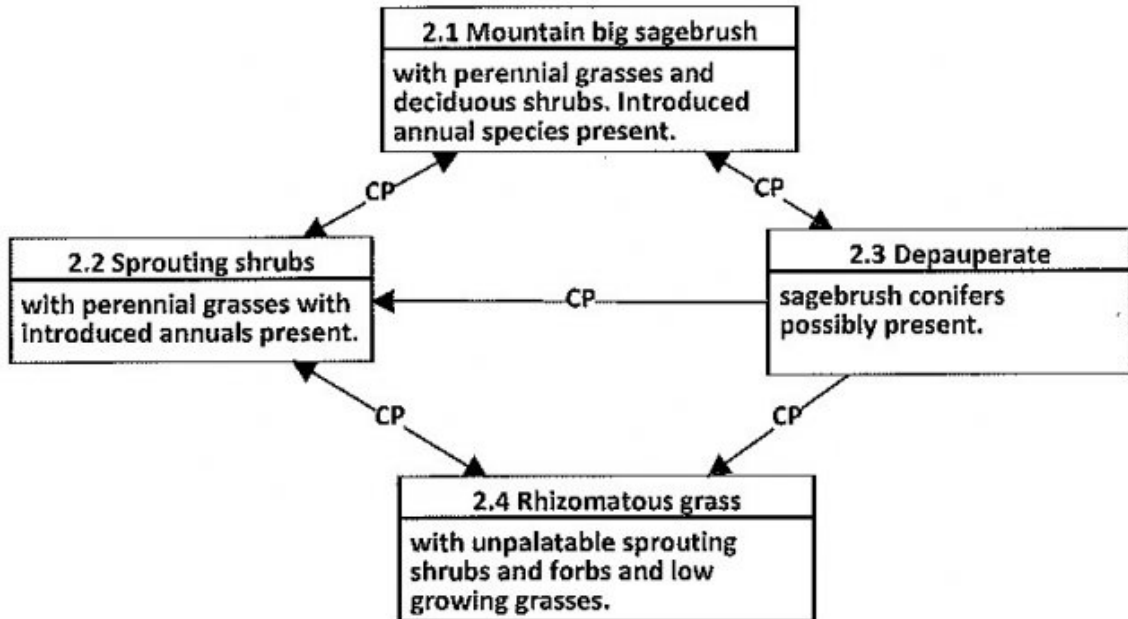 2.1 Mountain big sagebrush
with perennial grasses and
deciduous shrubs. Introduced
annual species present.
CP
CP
2.2 Sprouting shrubs
with perennial grasses with
introduced annuals present.
CP
2.3 Depauperate
sagebrush conifers
possibly present.
CP
CP
2.4 Rhizomatous grass
with unpalatable sprouting
shrubs and forbs and low
growing grasses.